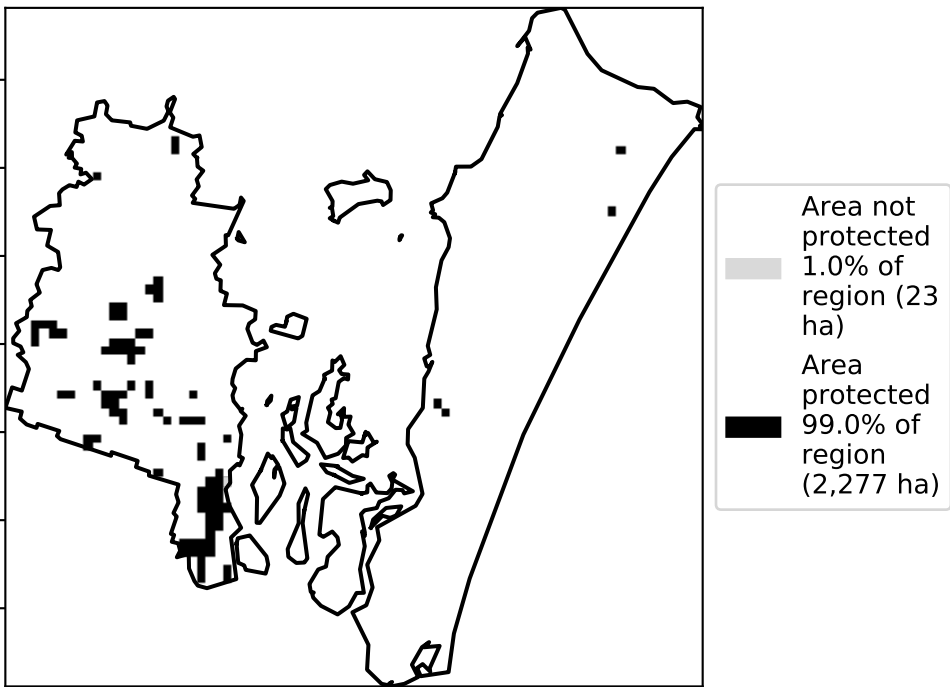 Area not
protected
1.0% of
region (23
ha)
Area
protected
99.0% of
region
(2,277 ha)